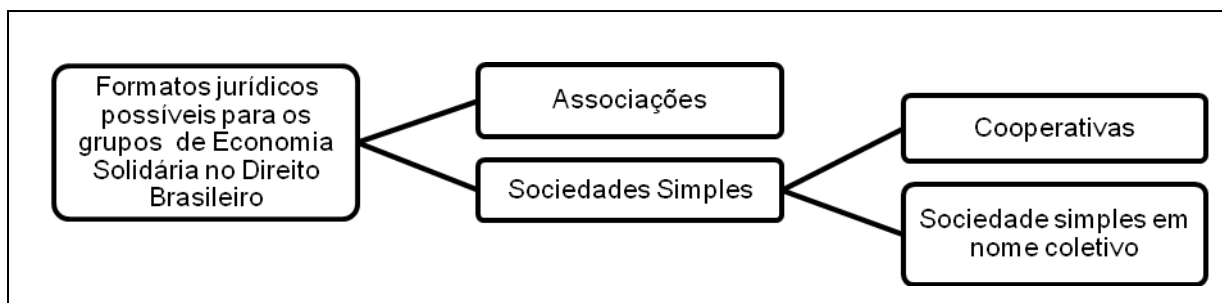 Formatos jurídicos
possíveis para os
grupos de Economia
Solidária no Direito
Brasileiro
Associações
Sociedades Simples
Cooperativas
Sociedade simples em
nome coletivo